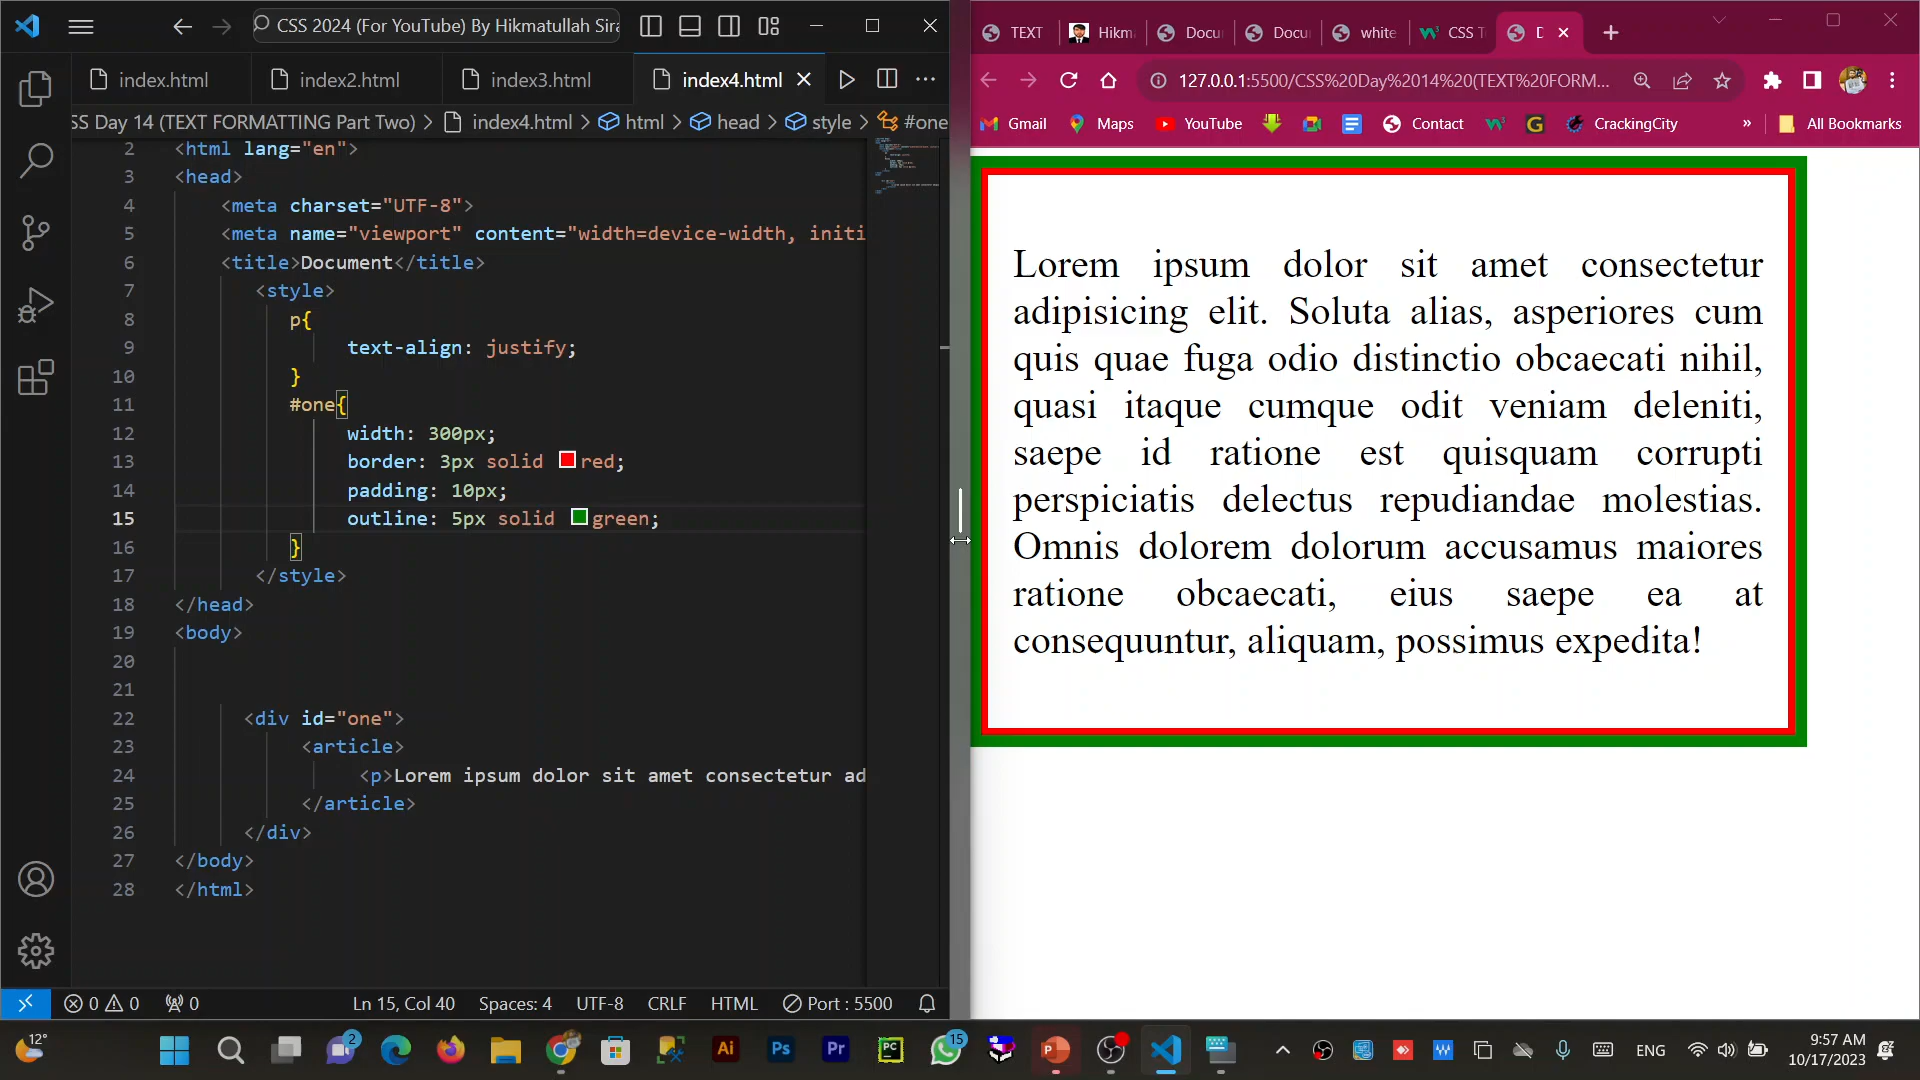 CSS 2024 (For YouTube) By Hikmatullah Sira
index.html
index2.html
index3.html
index4.html
SS Day 14 (TEXT FORMATTING Part Two) > index4.html > html > head > style > #one
2 <html lang="en">
3 <head>
4 <meta charset="UTF-8">
5 <meta name="viewport" content="width=device-width, initi
6 <title>Document</title>
7 <style>
8 p{
9 text-align: justify;
10 }
11 #one{
12 width: 300px;
13 border: 3px solid red;
14 padding: 10px;
15 outline: 5px solid green;
16 }
17 </style>
18 </head>
19 <body>
20
21
22 <div id="one">
23 <article>
24 <p>Lorem ipsum dolor sit amet consectetur ad
25 </article>
26 </div>
27 </body>
28 </html>
0 0 0 Ln 15, Col 40 Spaces: 4 UTF-8 CRLF HTML Port : 5500
TEXT
Hikm
Docu
Docu
white
CSS T
D
127.0.0.1:5500/CSS%20Day%2014%20(TEXT%20FORM...
Gmail Maps YouTube Contact CrackingCity » All Bookmarks
Lorem ipsum dolor sit amet consectetur
adipisicing elit. Soluta alias, asperiores cum
quis quae fuga odio distinctio obcaecati nihil,
quasi itaque cumque odit veniam deleniti,
saepe id ratione est quisquam corrupti
perspiciatis delectus repudiandae molestias.
Omnis dolorem dolorum accusamus maiores
ratione obcaecati, eius saepe ea at
consequuntur, aliquam, possimus expedita!
12°
2
Ai
Ps
Pr
PC
15
P
ENG
9:57 AM
10/17/2023